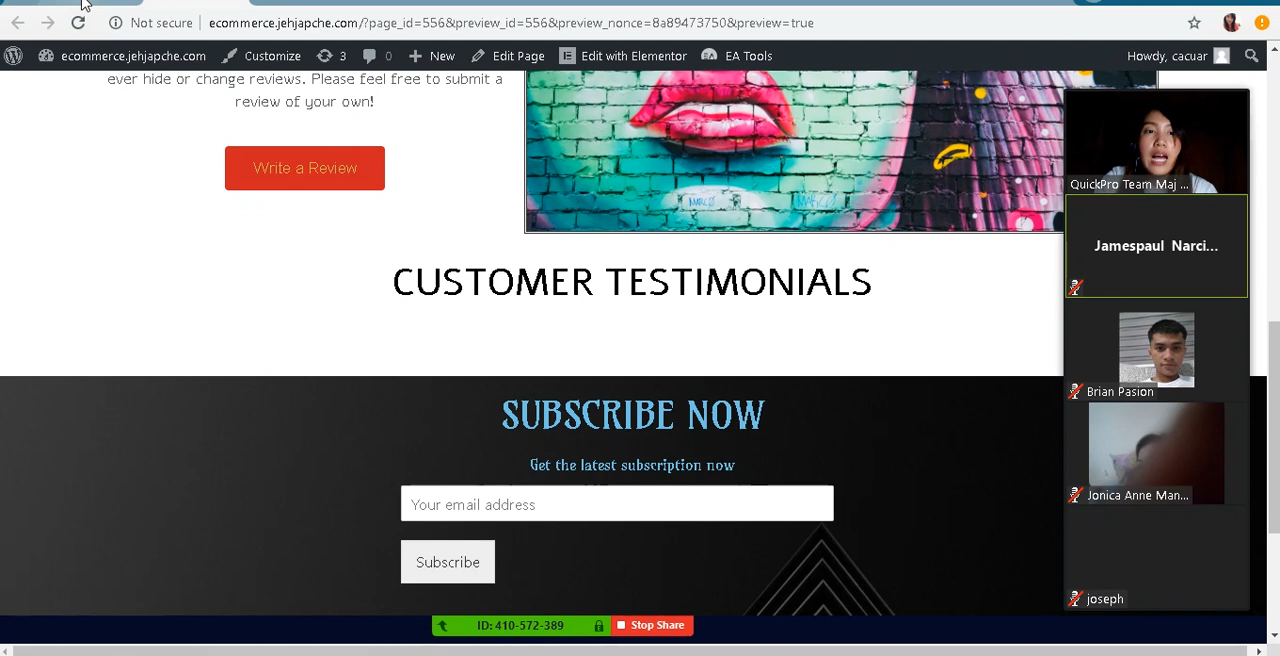 Not secure
ecommerce.jehjapche.com/?page_id=556&preview_id=556&preview_nonce=8a89473750&preview=true
ecommerce.jehjapche.com
Customize
3
0
New
Edit Page
Edit with Elementor
EA Tools
Howdy, cacuar
ever hide or change reviews. Please feel free to submit a
review of your own!
Write a Review
MARCOS
MARCOS
CUSTOMER TESTIMONIALS
SUBSCRIBE NOW
Get the latest subscription now
Your email address
Subscribe
ID: 410-572-389
Stop Share
QuickPro Team Maj ...
Jamespaul Narci...
Brian Pasion
Jonica Anne Man...
joseph